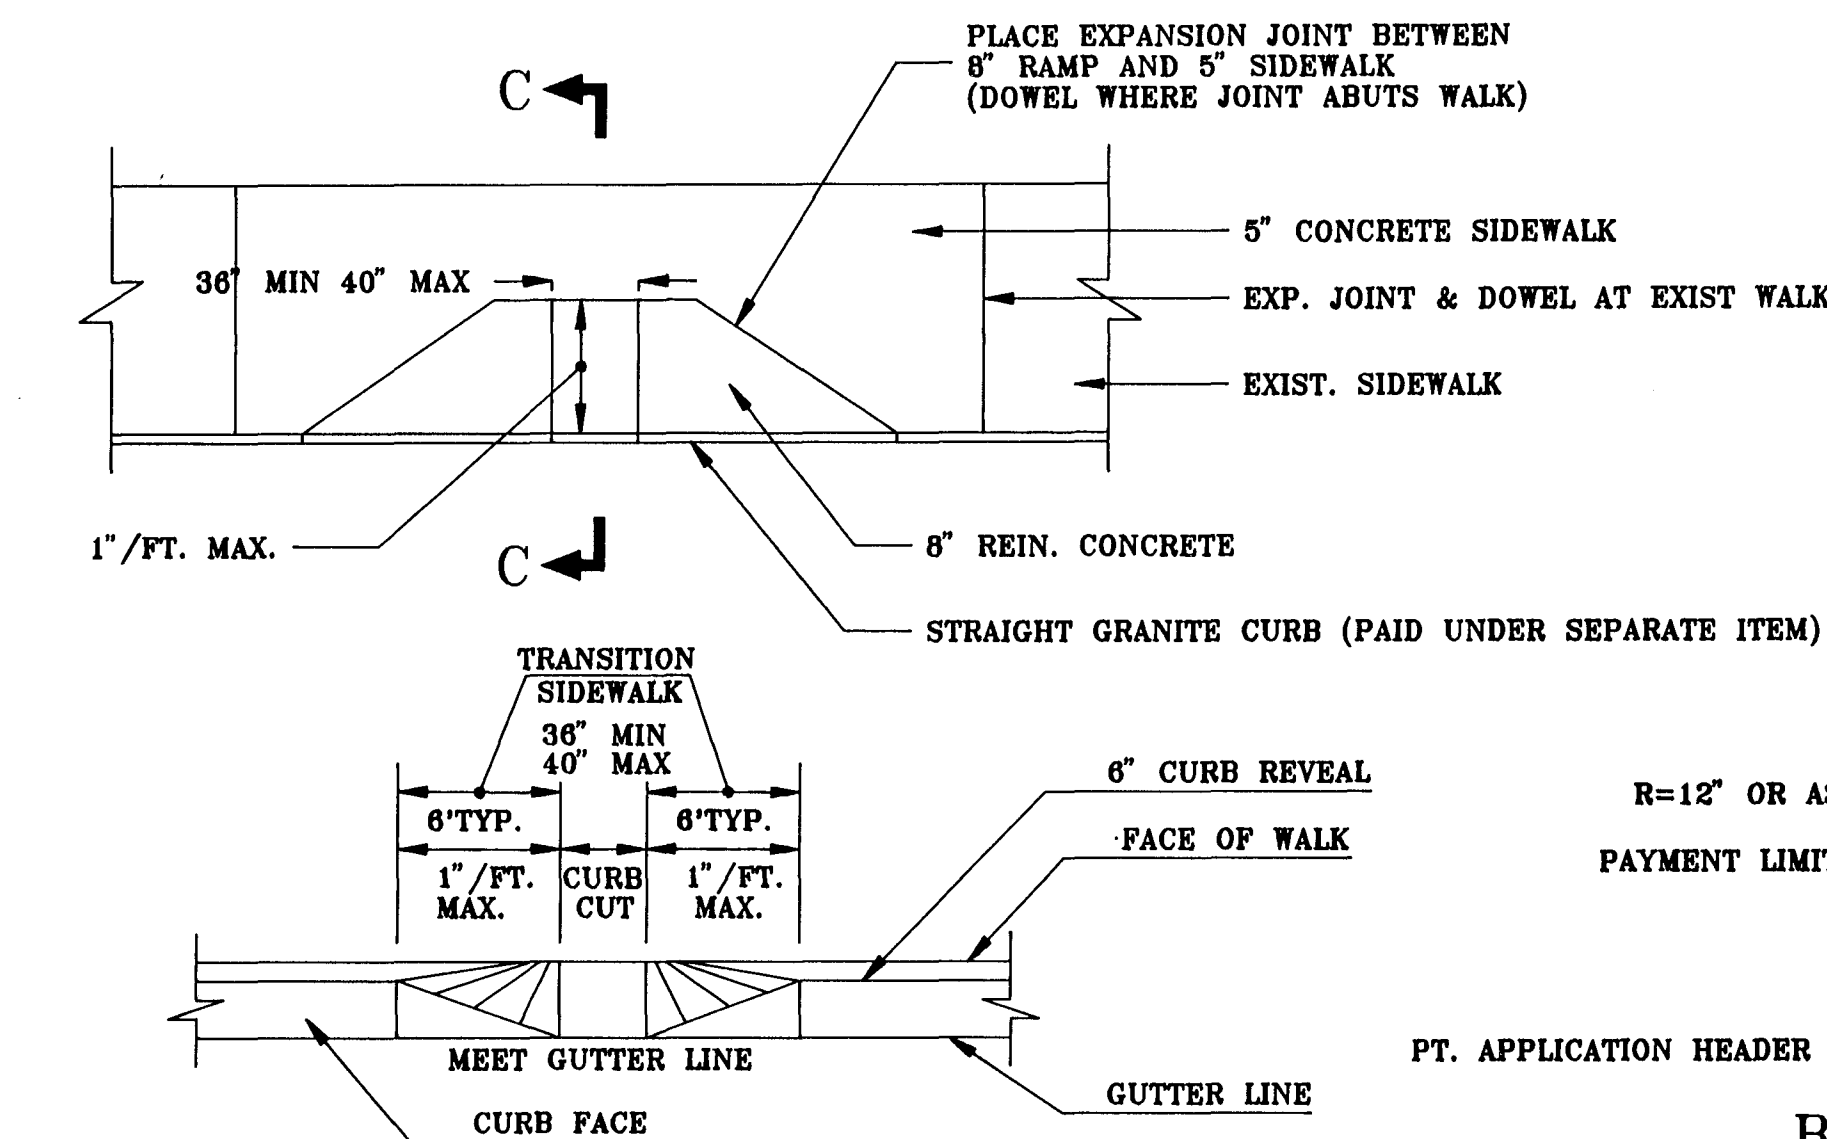 PLACE EXPANSION JOINT BETWEEN
8" RAMP AND 5" SIDEWALK
(DOWEL WHERE JOINT ABUTS WALK)
C
5" CONCRETE SIDEWALK
36" MIN 40" MAX
EXP. JOINT & DOWEL AT EXIST WALK
EXIST. SIDEWALK
1"/FT. MAX.
C
8" REIN. CONCRETE
STRAIGHT GRANITE CURB (PAID UNDER SEPARATE ITEM)
TRANSITION
SIDEWALK
36" MIN
40" MAX
6" CURB REVEAL
R=12" OR
6'TYP.
6'TYP.
FACE OF WALK
PAYMENT
1"/FT.
MAX.
CURB
CUT
1"/FT.
MAX.
MEET GUTTER LINE
PT. APPLICATION HEADER
GUTTER LINE
CURB FACE